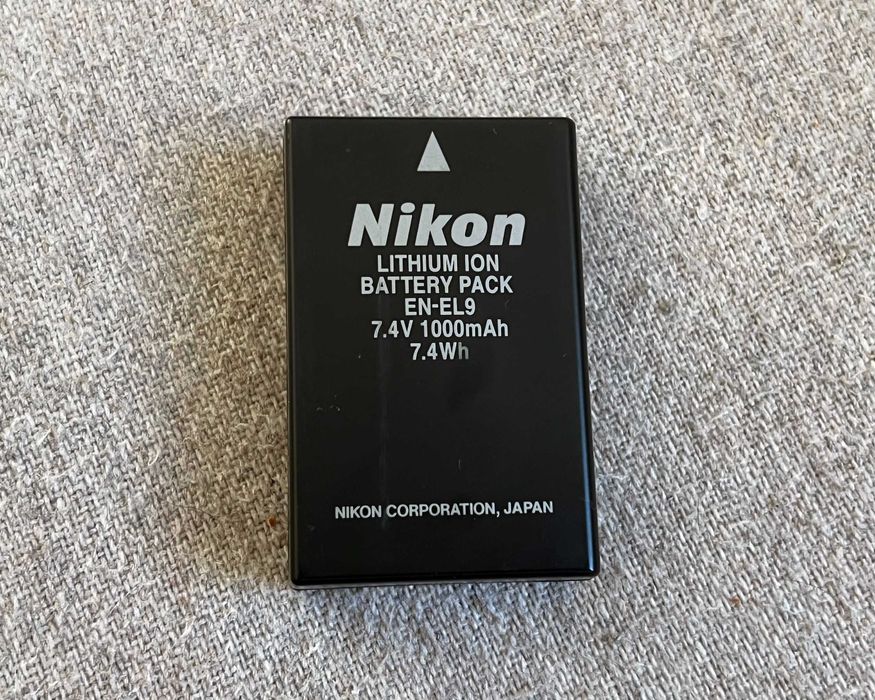 Nikon
LITHIUM ION
BATTERY PACK
EN-EL9
7.4V 1000mAh
7.4Wh
NIKON CORPORATION, JAPAN